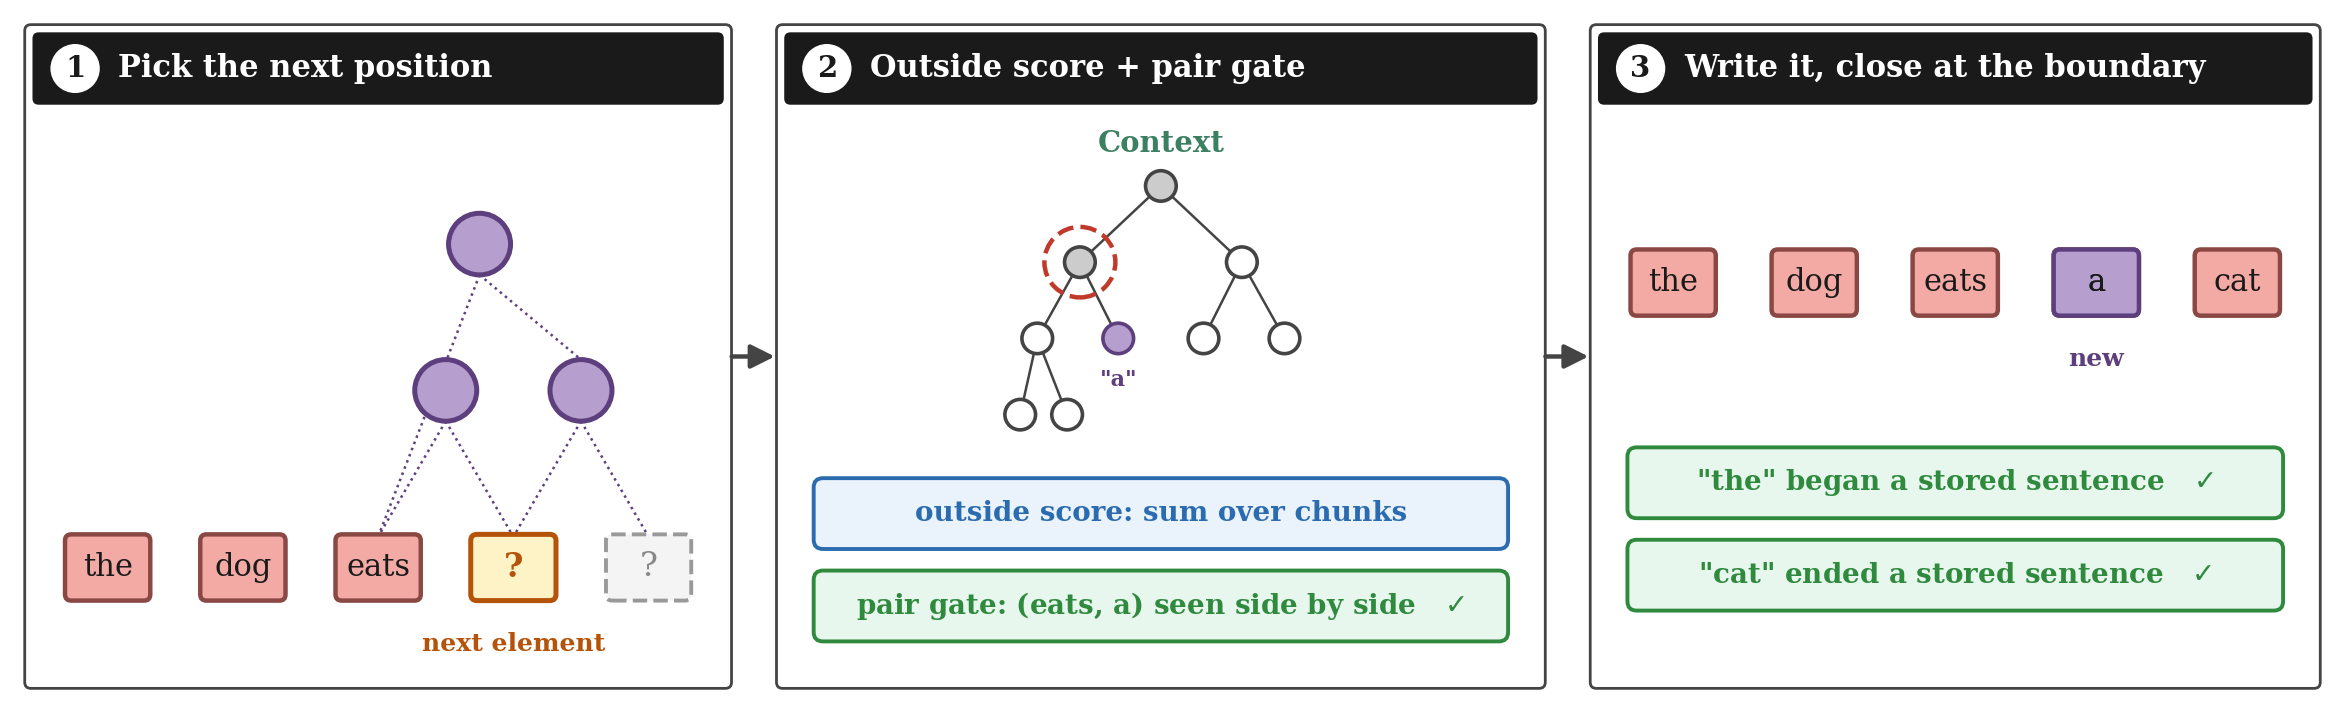 1 Pick the next position
the dog eats ? ?
next element
2 Outside score + pair gate
Context
"a"
outside score: sum over chunks
pair gate: (eats, a) seen side by side ✓
3 Write it, close at the boundary
the dog eats a cat
new
"the" began a stored sentence ✓
"cat" ended a stored sentence ✓